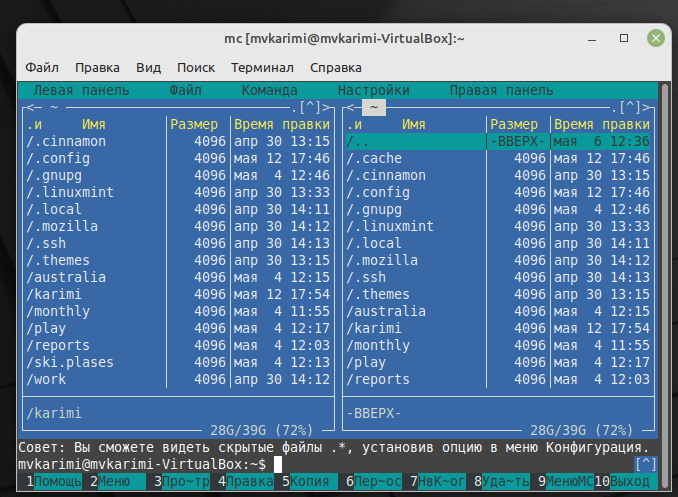 mc [mvkarimi@mvkarimi-VirtualBox]:~
Файл Правка Вид Поиск Терминал Справка
Левая панель Файл Команда Настройки Правая панель
<— ~ .[^]> <— ~ .[^]>
.и Имя Размер Время правки .и Имя Размер Время правки
/.cinnamon 4096 апр 30 13:15 /.. -ВВЕРХ- мая 6 12:36
/.config 4096 мая 12 17:46 /.cache 4096 мая 12 17:46
/.gnupg 4096 мая 4 12:46 /.cinnamon 4096 апр 30 13:15
/.linuxmint 4096 апр 30 13:33 /.config 4096 мая 12 17:46
/.local 4096 апр 30 14:11 /.gnupg 4096 мая 4 12:46
/.mozilla 4096 апр 30 14:12 /.linuxmint 4096 апр 30 13:33
/.ssh 4096 апр 30 14:13 /.local 4096 апр 30 14:11
/.themes 4096 апр 30 13:15 /.mozilla 4096 апр 30 14:12
/australia 4096 мая 4 12:15 /.ssh 4096 апр 30 14:13
/karimi 4096 мая 12 17:54 /.themes 4096 апр 30 13:15
/monthly 4096 мая 4 11:55 /australia 4096 мая 4 12:15
/play 4096 мая 4 12:17 /karimi 4096 мая 12 17:54
/reports 4096 мая 4 12:03 /monthly 4096 мая 4 11:55
/ski.plases 4096 мая 4 12:13 /play 4096 мая 4 12:17
/work 4096 апр 30 14:12 /reports 4096 мая 4 12:03
/karimi -ВВЕРХ-
28G/39G (72%) 28G/39G (72%)
Совет: Вы сможете видеть скрытые файлы .*, установив опцию в меню Конфигурация.
mvkarimi@mvkarimi-VirtualBox:~$ [^]
1Помощь 2Меню 3Про~тр 4Правка 5Копия 6Пер~ос 7НвК~ог 8Уда~ть 9МенюМС 10Выход